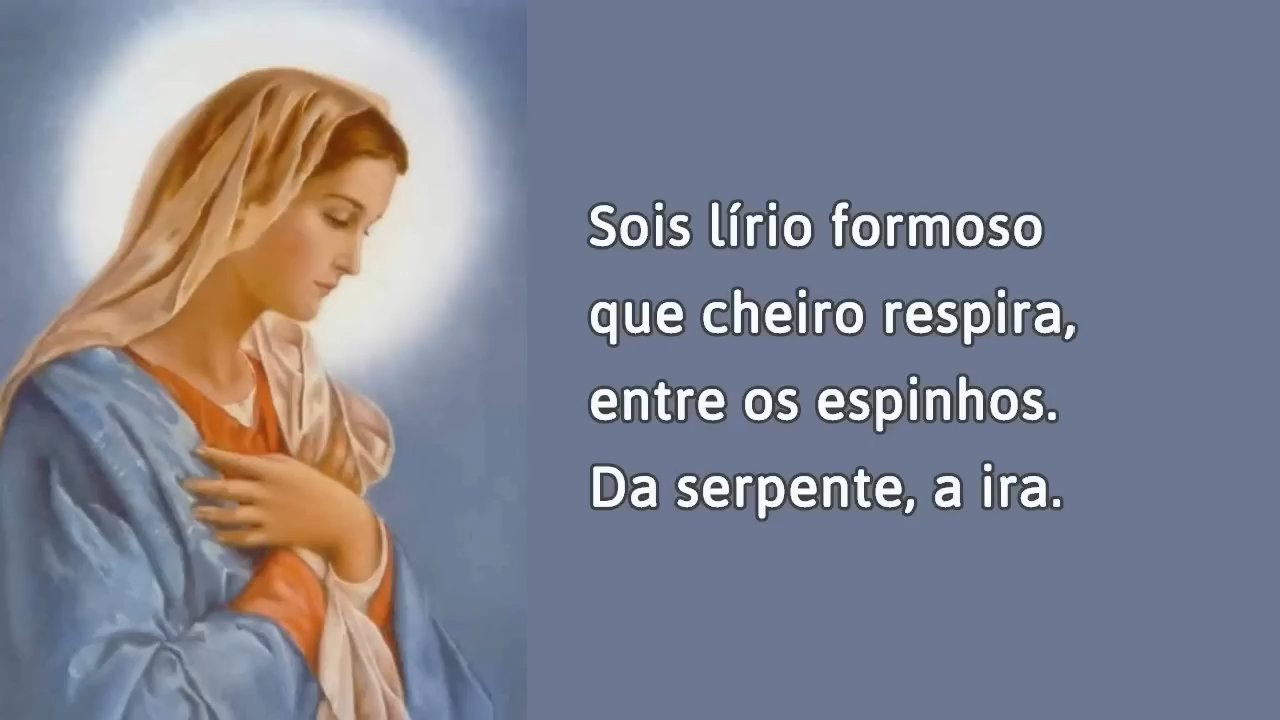 Sois lírio formoso
que cheiro respira,
entre os espinhos.
Da serpente, a ira.